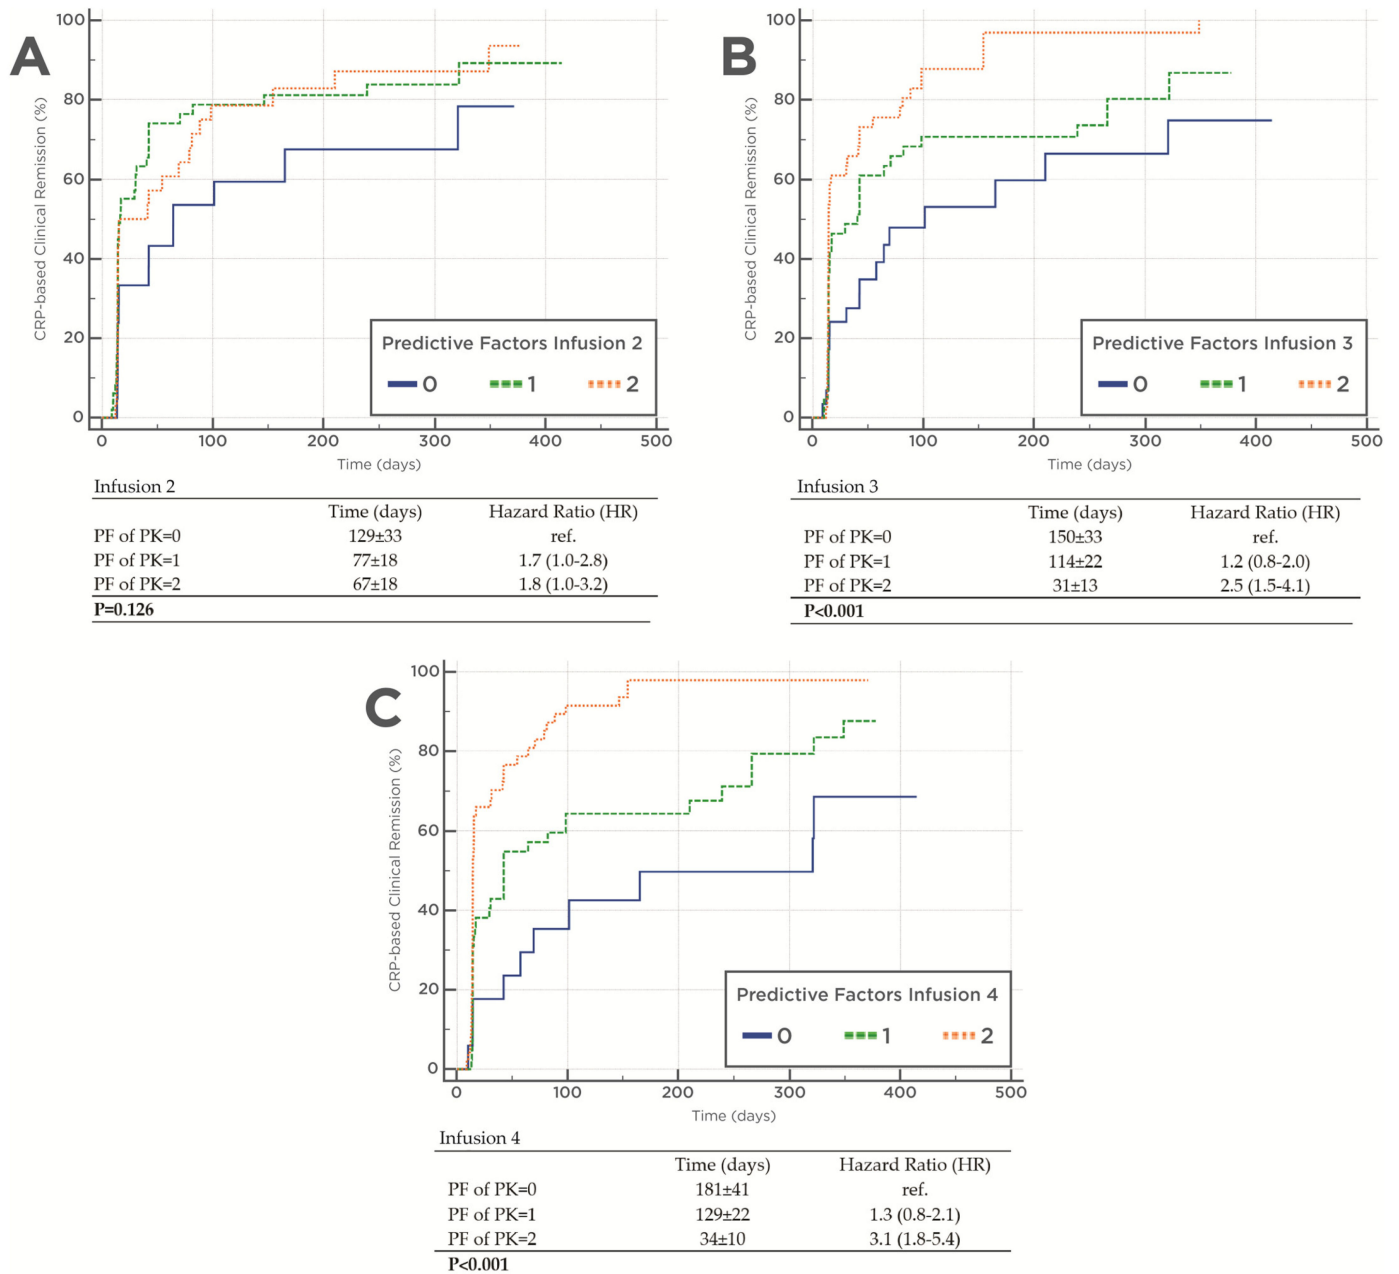 A
CRP-based Clinical Remission (%)
100
80
60
40
20
0
0 100 200 300 400 500
Time (days)
Predictive Factors Infusion 2
0 1 2
Infusion 2
Time (days) Hazard Ratio (HR)
PF of PK=0 129±33 ref.
PF of PK=1 77±18 1.7 (1.0-2.8)
PF of PK=2 67±18 1.8 (1.0-3.2)
P=0.126
B
CRP-based Clinical Remission (%)
100
80
60
40
20
0
0 100 200 300 400 500
Time (days)
Predictive Factors Infusion 3
0 1 2
Infusion 3
Time (days) Hazard Ratio (HR)
PF of PK=0 150±33 ref.
PF of PK=1 114±22 1.2 (0.8-2.0)
PF of PK=2 31±13 2.5 (1.5-4.1)
P<0.001
C
CRP-based Clinical Remission (%)
100
80
60
40
20
0
0 100 200 300 400 500
Time (days)
Predictive Factors Infusion 4
0 1 2
Infusion 4
Time (days) Hazard Ratio (HR)
PF of PK=0 181±41 ref.
PF of PK=1 129±22 1.3 (0.8-2.1)
PF of PK=2 34±10 3.1 (1.8-5.4)
P<0.001